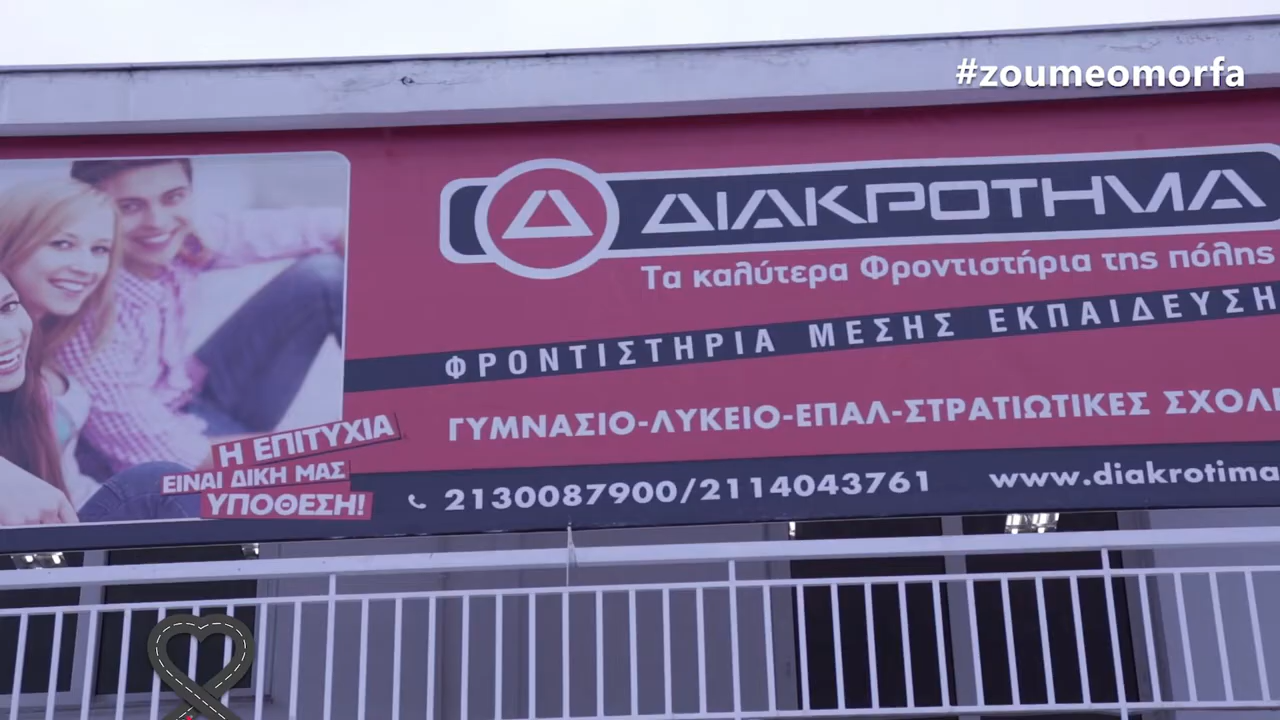 #zoumeomorfa
Δ ΔΙΑΚΡΟΤΗΜΑ
Τα καλύτερα Φροντιστήρια της πόλης
ΦΡΟΝΤΙΣΤΗΡΙΑ ΜΕΣΗΣ ΕΚΠΑΙΔΕΥΣΗ
ΓΥΜΝΑΣΙΟ-ΛΥΚΕΙΟ-ΕΠΑΛ-ΣΤΡΑΤΙΩΤΙΚΕΣ ΣΧΟΛ
Η ΕΠΙΤΥΧΙΑ
ΕΙΝΑΙ ΔΙΚΗ ΜΑΣ
ΥΠΟΘΕΣΗ!
2130087900/2114043761 www.diakrotima